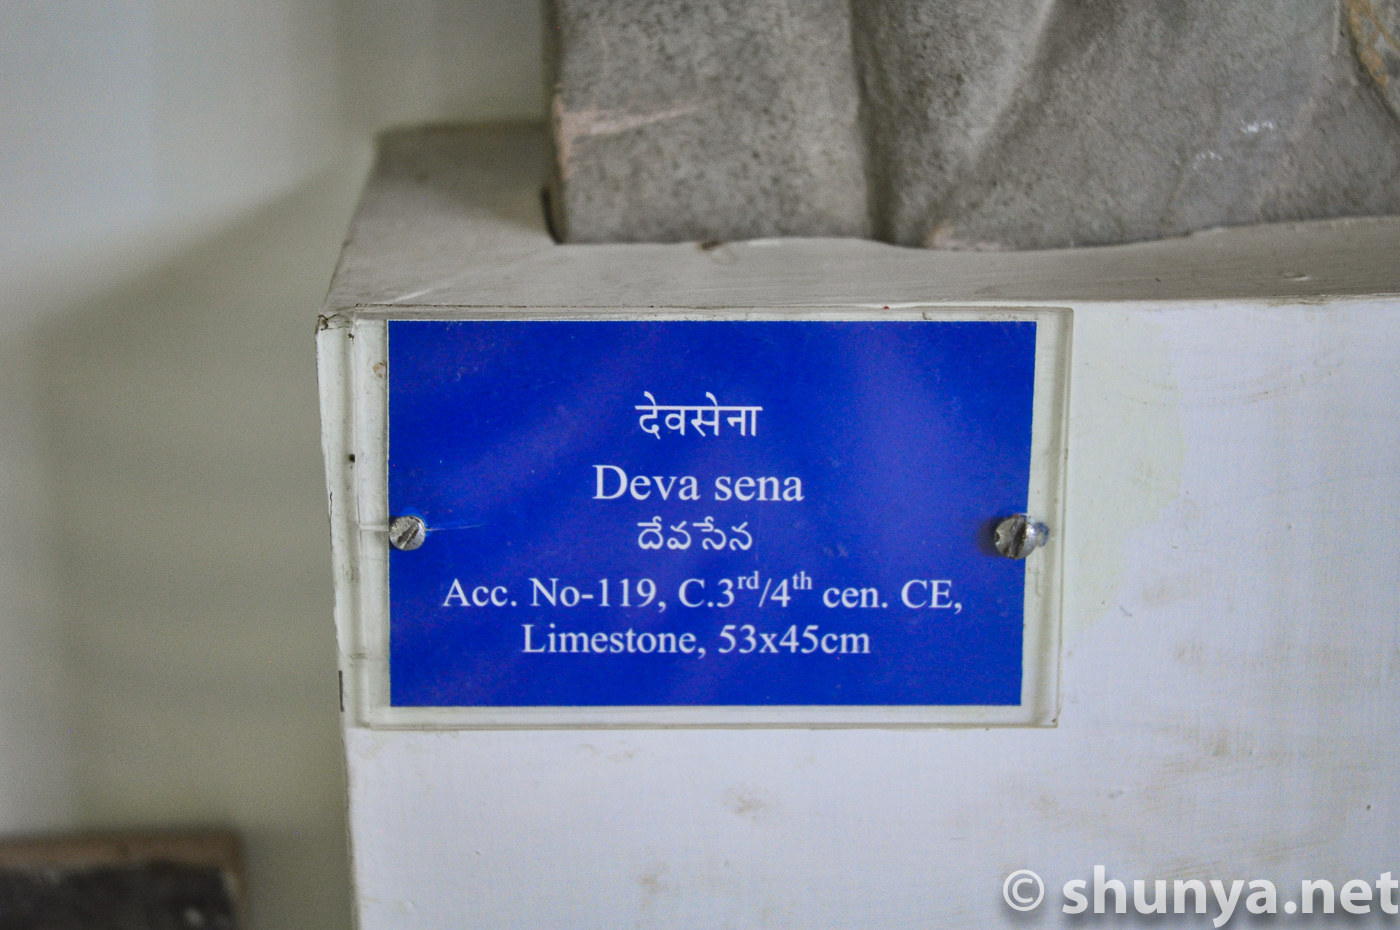 देवसेना
Deva sena
దేవసేన
Acc. No-119, C.3rd/4th cen. CE,
Limestone, 53x45cm
© shunya.net